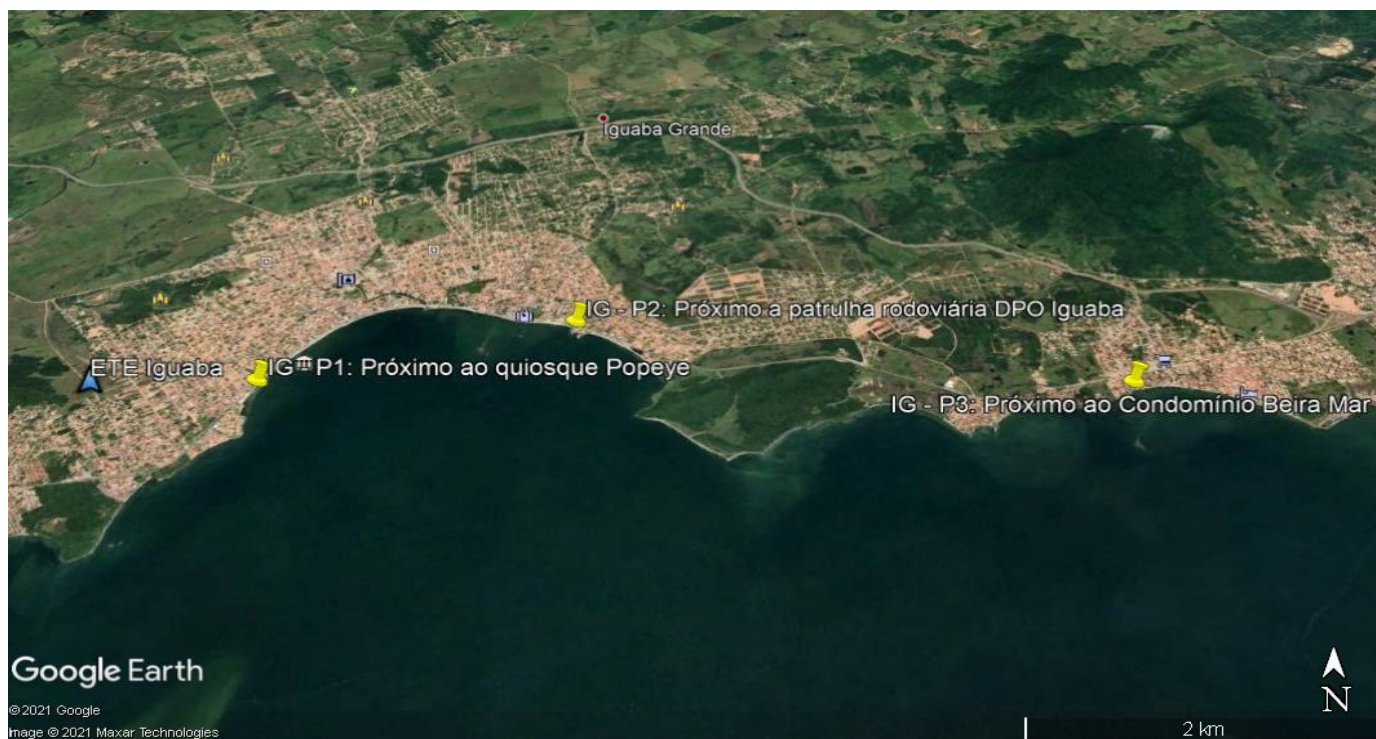 Iguaba Grande
IG - P2: Próximo a patrulha rodoviária DPO Iguaba
ETE Iguaba
IG - P1: Próximo ao quiosque Popeye
IG - P3: Próximo ao Condomínio Beira Mar
Google Earth
© 2021 Google
Image © 2021 Maxar Technologies
N
2 km